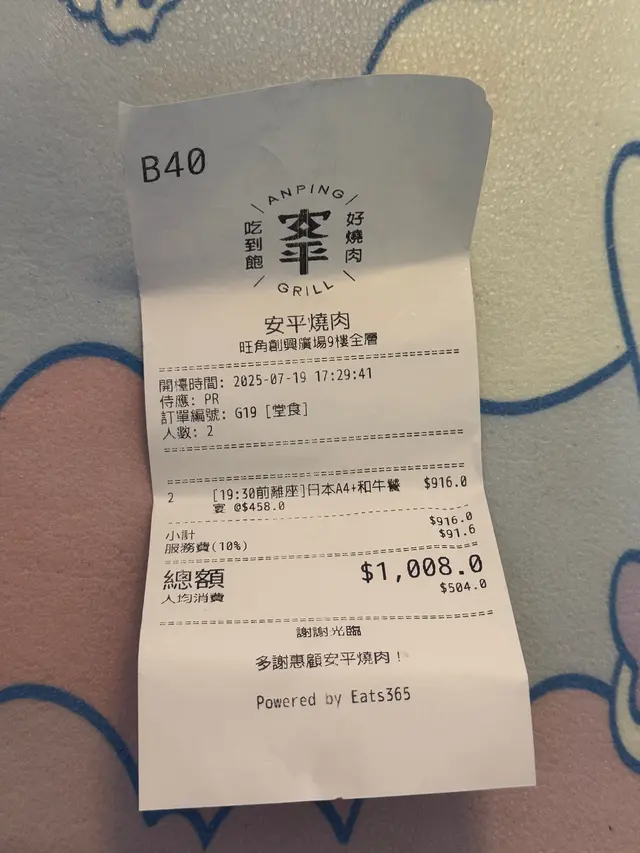 B40
ANPING
吃到飽
安平
好燒肉
GRILL
安平燒肉
旺角創興廣場9樓全層
開檯時間: 2025-07-19 17:29:41
侍應: PR
訂單編號: G19 [堂食]
人數: 2
2 [19:30前離座]日本A4+和牛饗 $916.0
宴 @$458.0
小計 $916.0
服務費(10%) $91.6
總額 $1,008.0
人均消費 $504.0
謝謝光臨
多謝惠顧安平燒肉！
Powered by Eats365